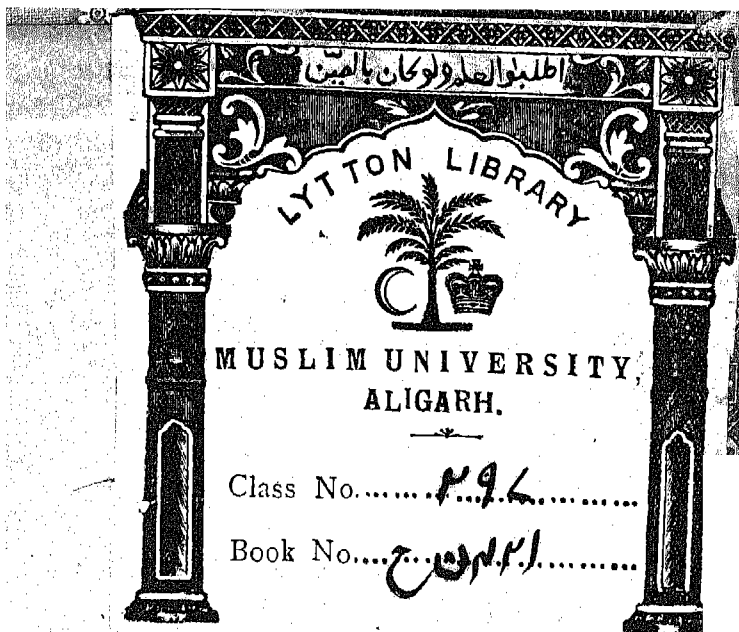 اطلبوا العلم ولو كان بالصين
LYTTON LIBRARY
MUSLIM UNIVERSITY,
ALIGARH.
Class No. ۲۹۷
Book No.